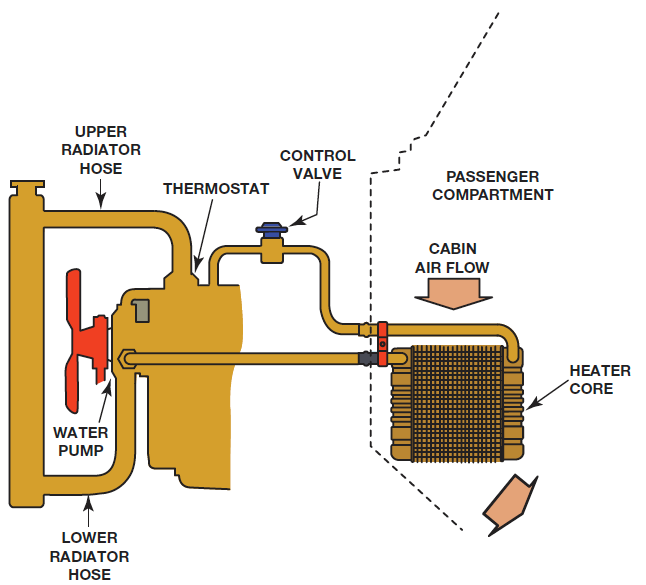 UPPER
RADIATOR
HOSE
THERMOSTAT
CONTROL
VALVE
PASSENGER
COMPARTMENT
CABIN
AIR FLOW
HEATER
CORE
WATER
PUMP
LOWER
RADIATOR
HOSE